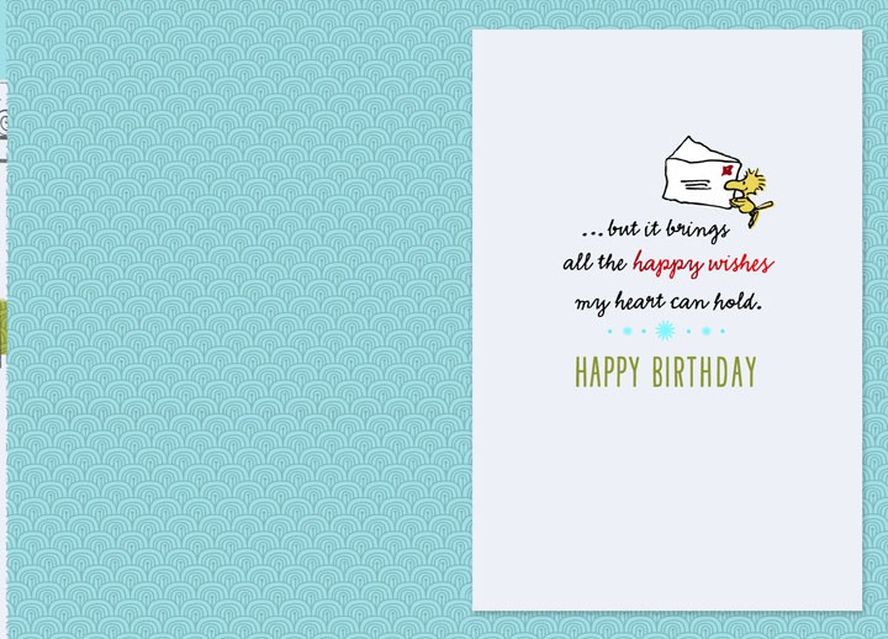 ...but it brings
all the happy wishes
my heart can hold.
HAPPY BIRTHDAY